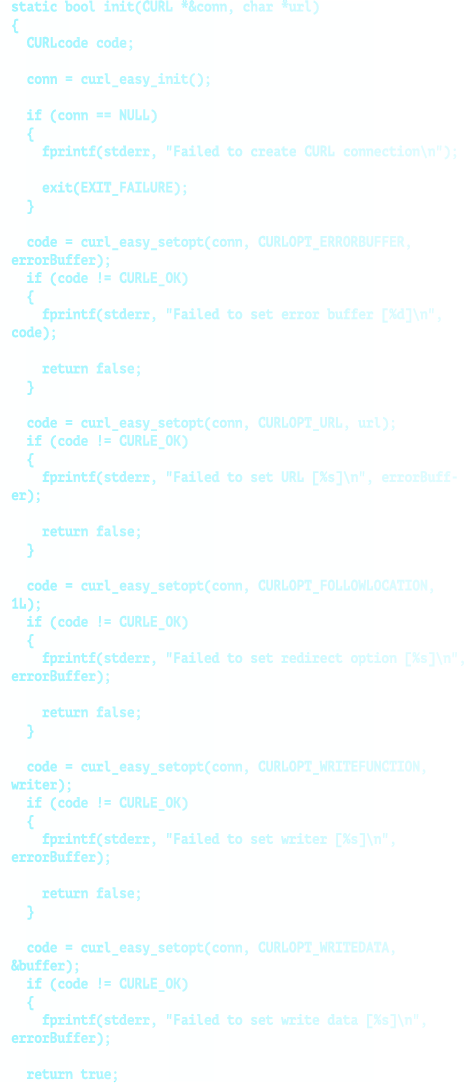 static bool init(CURL *&conn, char *url)
{
  CURLcode code;

  conn = curl_easy_init();

  if (conn == NULL)
  {
    fprintf(stderr, "Failed to create CURL connection\n");

    exit(EXIT_FAILURE);
  }

  code = curl_easy_setopt(conn, CURLOPT_ERRORBUFFER,
errorBuffer);
  if (code != CURLE_OK)
  {
    fprintf(stderr, "Failed to set error buffer [%d]\n",
code);

    return false;
  }

  code = curl_easy_setopt(conn, CURLOPT_URL, url);
  if (code != CURLE_OK)
  {
    fprintf(stderr, "Failed to set URL [%s]\n", errorBuff-
er);

    return false;
  }

  code = curl_easy_setopt(conn, CURLOPT_FOLLOWLOCATION,
1L);
  if (code != CURLE_OK)
  {
    fprintf(stderr, "Failed to set redirect option [%s]\n",
errorBuffer);

    return false;
  }

  code = curl_easy_setopt(conn, CURLOPT_WRITEFUNCTION,
writer);
  if (code != CURLE_OK)
  {
    fprintf(stderr, "Failed to set writer [%s]\n",
errorBuffer);

    return false;
  }

  code = curl_easy_setopt(conn, CURLOPT_WRITEDATA,
&buffer);
  if (code != CURLE_OK)
  {
    fprintf(stderr, "Failed to set write data [%s]\n",
errorBuffer);

  return true;